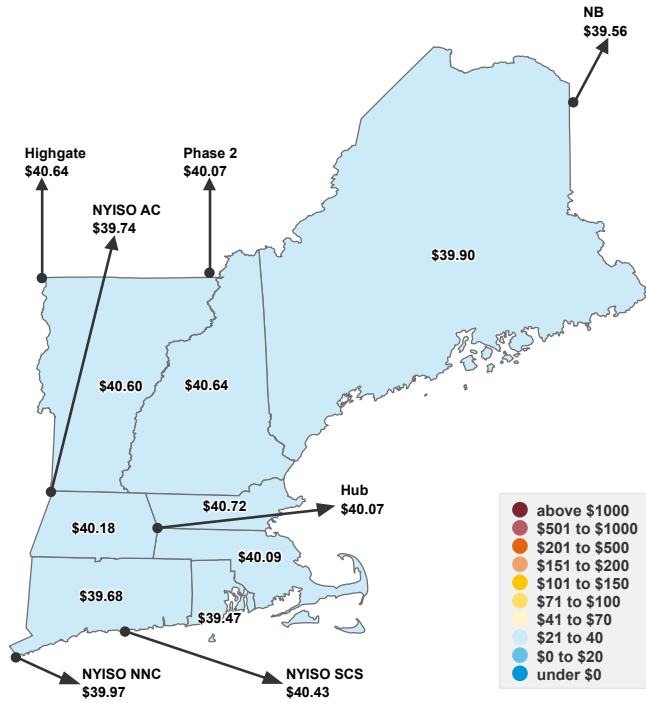 NB
$39.56
Highgate
$40.64
Phase 2
$40.07
NYISO AC
$39.74
$39.90
$40.60
$40.64
Hub
$40.07
$40.72
$40.18
$40.09
$39.68
$39.47
NYISO NNC
$39.97
NYISO SCS
$40.43
above $1000
$501 to $1000
$201 to $500
$151 to $200
$101 to $150
$71 to $100
$41 to $70
$21 to 40
$0 to $20
under $0